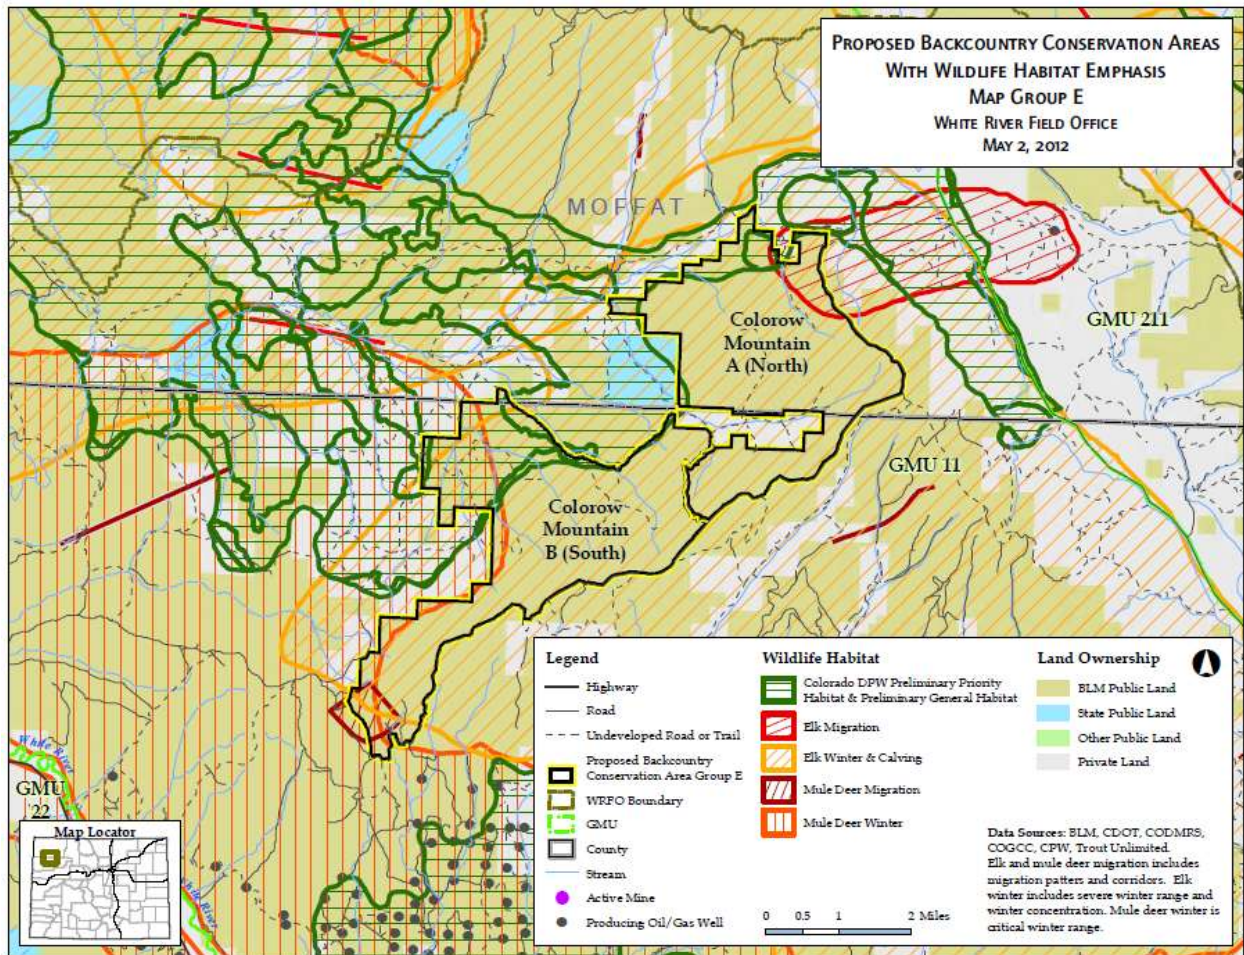 PROPOSED BACKCOUNTRY CONSERVATION AREAS
WITH WILDLIFE HABITAT EMPHASIS
MAP GROUP E
WHITE RIVER FIELD OFFICE
MAY 2, 2012
MOFFAT
GMU 211
Colorow
Mountain
A (North)
GMU 11
Colorow
Mountain
B (South)
White River
GMU
22
White River
Map Locator
Legend
Highway
Road
Undeveloped Road or Trail
Proposed Backcountry
Conservation Area Group E
WRFO Boundary
GMU
County
Stream
Active Mine
Producing Oil/Gas Well
Wildlife Habitat
Colorado DPW Preliminary Priority
Habitat & Preliminary General Habitat
Elk Migration
Elk Winter & Calving
Mule Deer Migration
Mule Deer Winter
0 0.5 1 2 Miles
Land Ownership
BLM Public Land
State Public Land
Other Public Land
Private Land
Data Sources: BLM, CDOT, CODMRS,
COGCC, CPW, Trout Unlimited.
Elk and mule deer migration includes
migration patters and corridors. Elk
winter includes severe winter range and
winter concentration. Mule deer winter is
critical winter range.